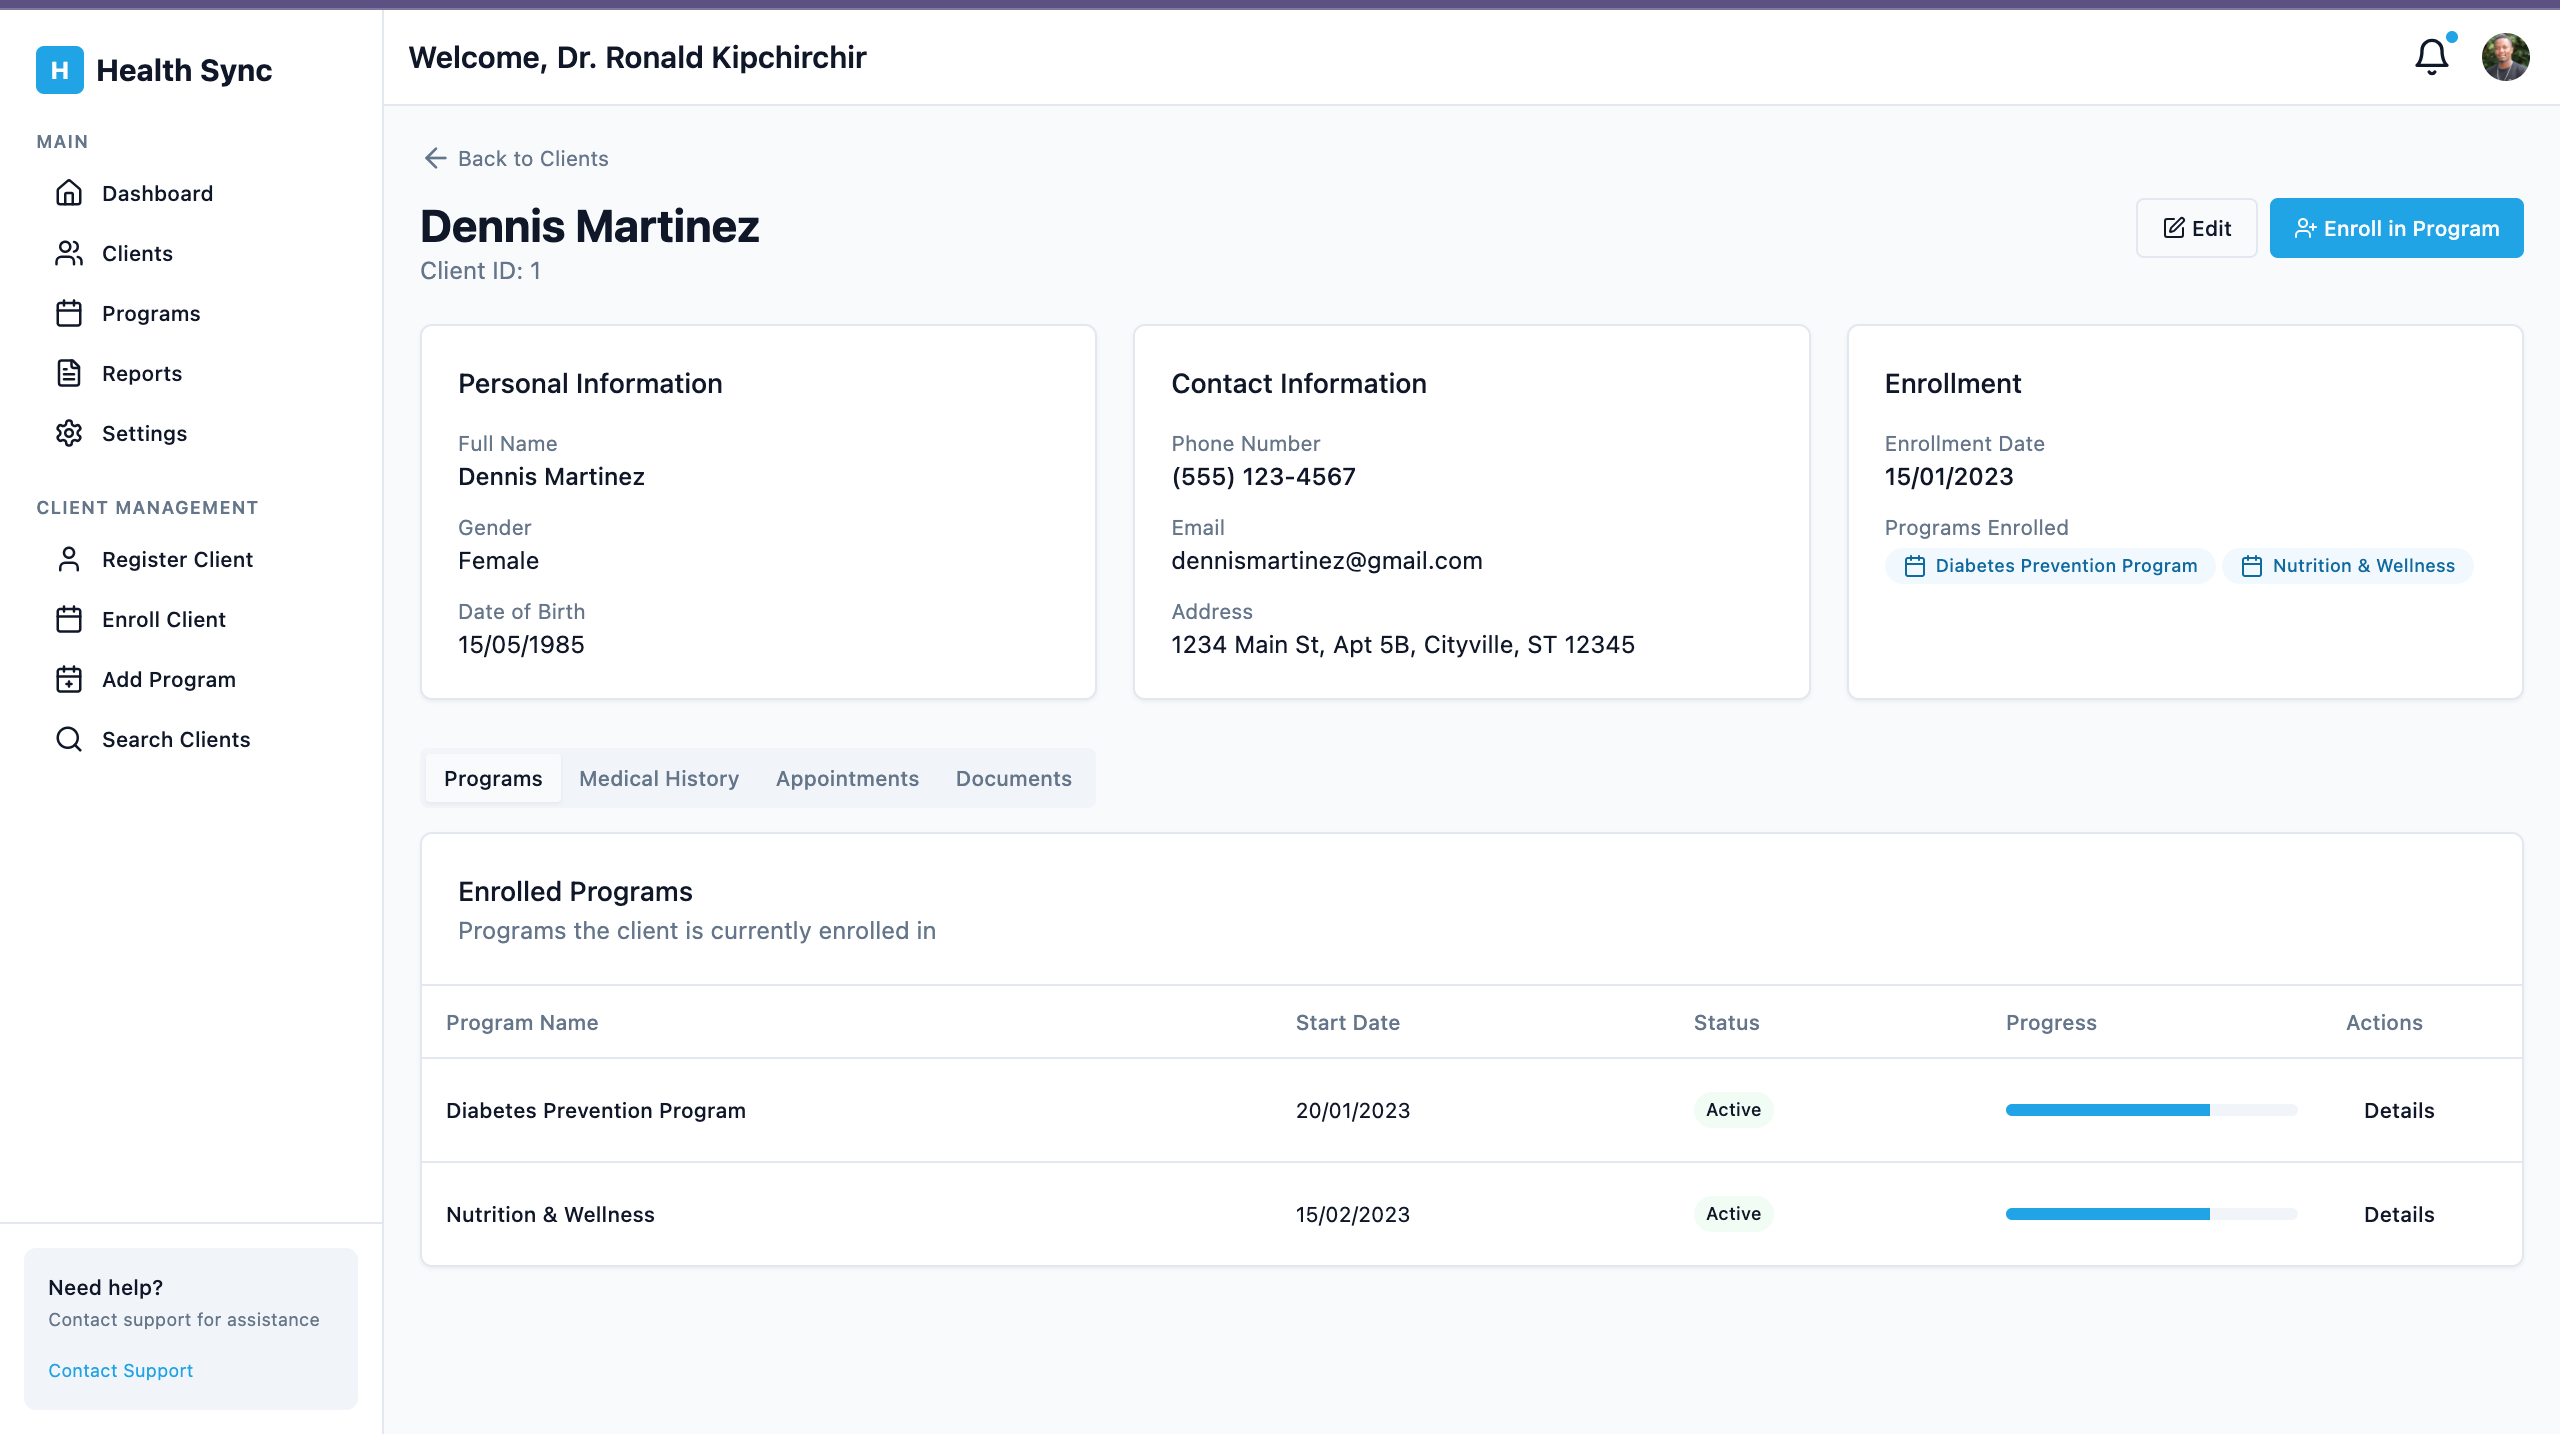 H Health Sync
MAIN
Dashboard
Clients
Programs
Reports
Settings
CLIENT MANAGEMENT
Register Client
Enroll Client
Add Program
Search Clients
Need help?
Contact support for assistance
Contact Support
Welcome, Dr. Ronald Kipchirchir
Back to Clients
Dennis Martinez
Client ID: 1
Edit
Enroll in Program
Personal Information
Full Name
Dennis Martinez
Gender
Female
Date of Birth
15/05/1985
Contact Information
Phone Number
(555) 123-4567
Email
dennismartinez@gmail.com
Address
1234 Main St, Apt 5B, Cityville, ST 12345
Enrollment
Enrollment Date
15/01/2023
Programs Enrolled
Diabetes Prevention Program Nutrition & Wellness
Programs Medical History Appointments Documents
Enrolled Programs
Programs the client is currently enrolled in
Program Name Start Date Status Progress Actions
Diabetes Prevention Program 20/01/2023 Active Details
Nutrition & Wellness 15/02/2023 Active Details